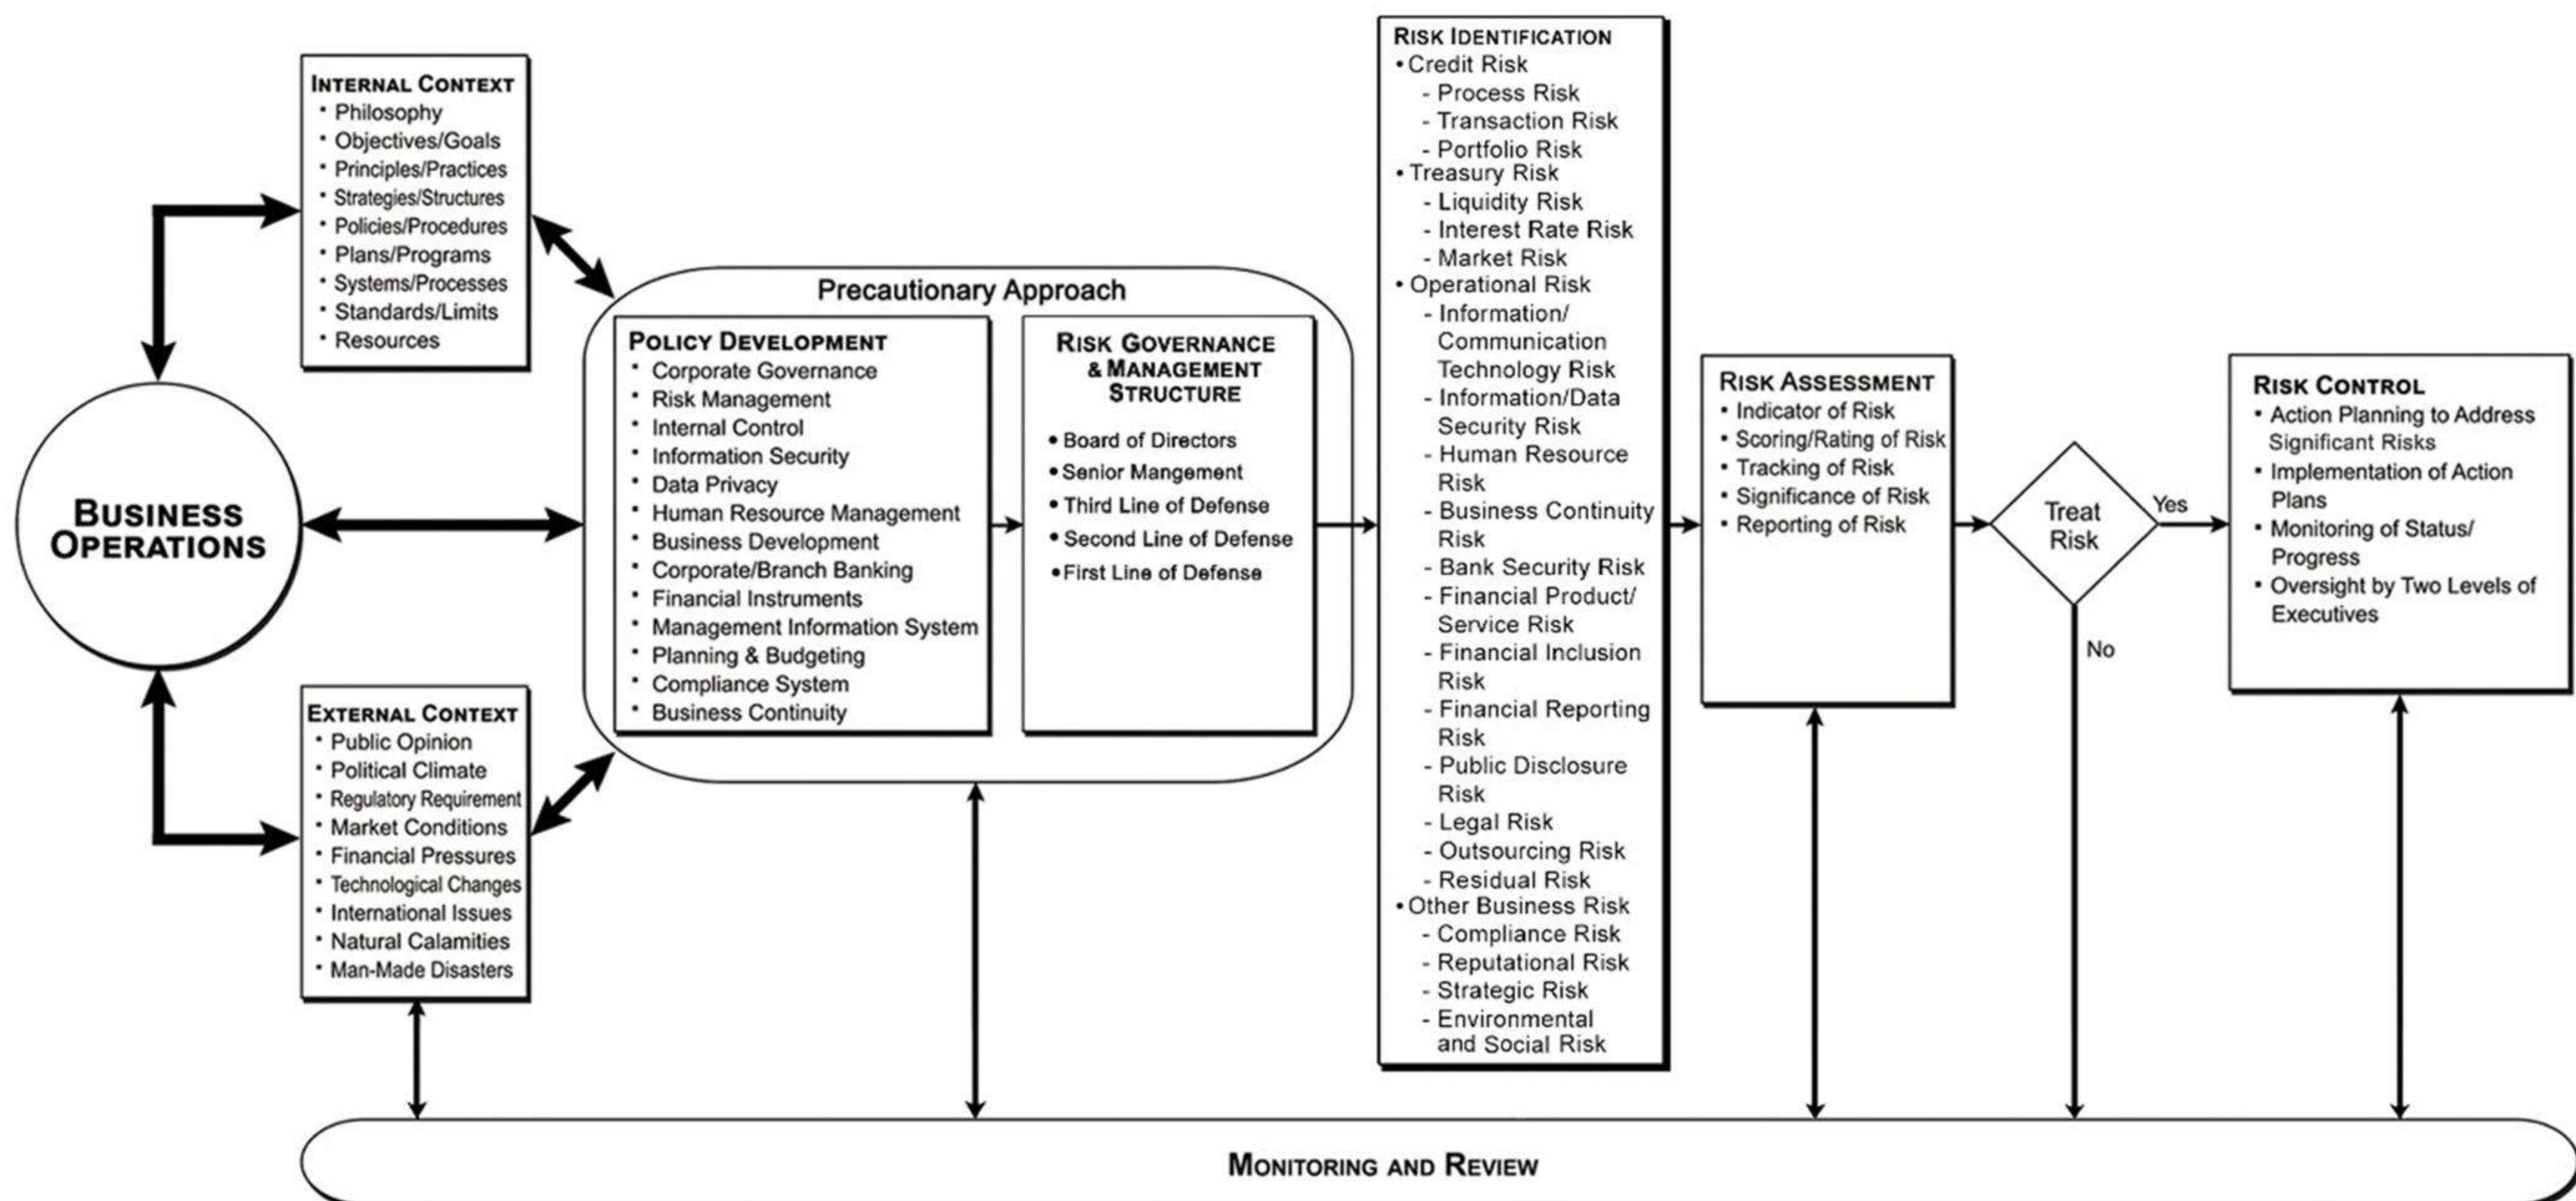 INTERNAL CONTEXT
· Philosophy
· Objectives/Goals
· Principles/Practices
· Strategies/Structures
· Policies/Procedures
· Plans/Programs
· Systems/Processes
· Standards/Limits
· Resources
BUSINESS
OPERATIONS
EXTERNAL CONTEXT
· Public Opinion
· Political Climate
· Regulatory Requirement
· Market Conditions
· Financial Pressures
· Technological Changes
· International Issues
· Natural Calamities
· Man-Made Disasters
Precautionary Approach
POLICY DEVELOPMENT
· Corporate Governance
· Risk Management
· Internal Control
· Information Security
· Data Privacy
· Human Resource Management
· Business Development
· Corporate/Branch Banking
· Financial Instruments
· Management Information System
· Planning & Budgeting
· Compliance System
· Business Continuity
RISK GOVERNANCE
& MANAGEMENT
STRUCTURE
• Board of Directors
• Senior Mangement
• Third Line of Defense
• Second Line of Defense
• First Line of Defense
RISK IDENTIFICATION
• Credit Risk
- Process Risk
- Transaction Risk
- Portfolio Risk
• Treasury Risk
- Liquidity Risk
- Interest Rate Risk
- Market Risk
• Operational Risk
- Information/
Communication
Technology Risk
- Information/Data
Security Risk
- Human Resource
Risk
- Business Continuity
Risk
- Bank Security Risk
- Financial Product/
Service Risk
- Financial Inclusion
Risk
- Financial Reporting
Risk
- Public Disclosure
Risk
- Legal Risk
- Outsourcing Risk
- Residual Risk
• Other Business Risk
- Compliance Risk
- Reputational Risk
- Strategic Risk
- Environmental
and Social Risk
RISK ASSESSMENT
· Indicator of Risk
· Scoring/Rating of Risk
· Tracking of Risk
· Significance of Risk
· Reporting of Risk
Treat
Risk
Yes
No
RISK CONTROL
· Action Planning to Address
Significant Risks
· Implementation of Action
Plans
· Monitoring of Status/
Progress
· Oversight by Two Levels of
Executives
MONITORING AND REVIEW